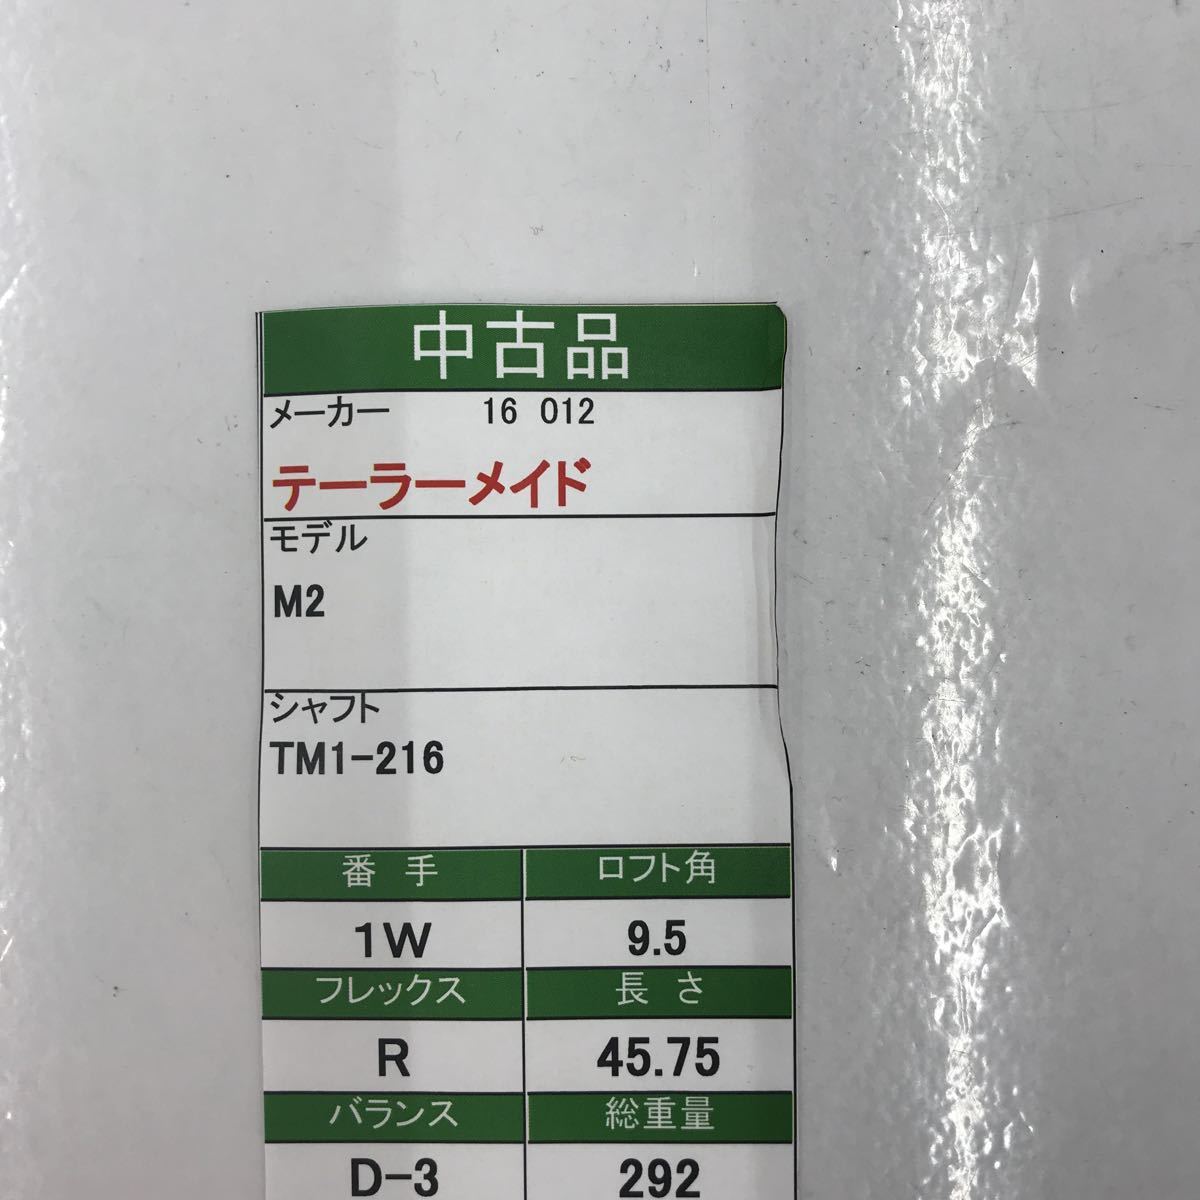 中古品
メーカー 16 012
テーラーメイド
モデル
M2
シャフト
TM1-216
番 手 ロフト角
1W 9.5
フレックス 長 さ
R 45.75
バランス 総重量
D-3 292